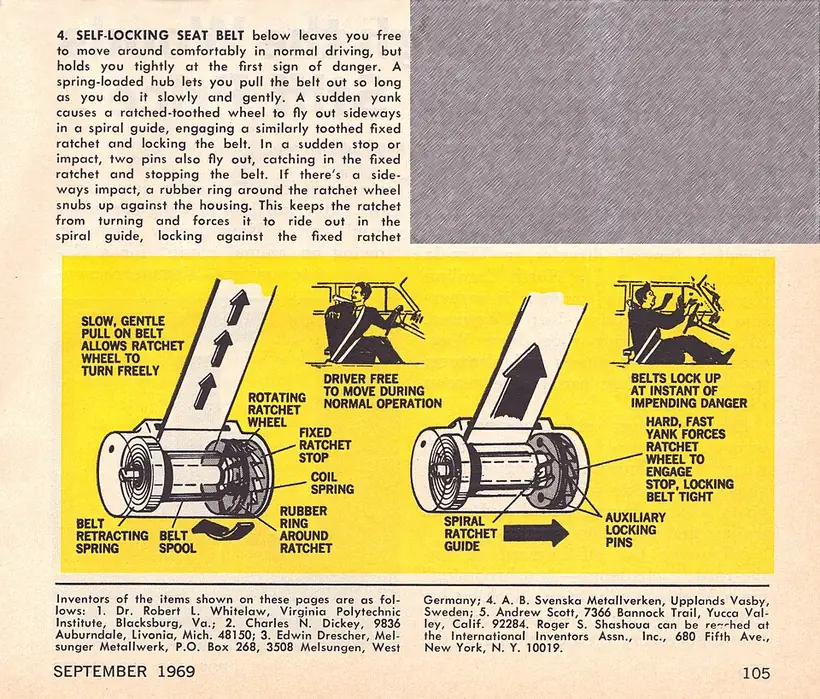 4. SELF-LOCKING SEAT BELT below leaves you free
to move around comfortably in normal driving, but
holds you tightly at the first sign of danger. A
spring-loaded hub lets you pull the belt out so long
as you do it slowly and gently. A sudden yank
causes a ratched-toothed wheel to fly out sideways
in a spiral guide, engaging a similarly toothed fixed
ratchet and locking the belt. In a sudden stop or
impact, two pins also fly out, catching in the fixed
ratchet and stopping the belt. If there's a side-
ways impact, a rubber ring around the ratchet wheel
snubs up against the housing. This keeps the ratchet
from turning and forces it to ride out in the
spiral guide, locking against the fixed ratchet
SLOW, GENTLE
PULL ON BELT
ALLOWS RATCHET
WHEEL TO
TURN FREELY
DRIVER FREE
TO MOVE DURING
NORMAL OPERATION
ROTATING
RATCHET
WHEEL
FIXED
RATCHET
STOP
COIL
SPRING
RUBBER
RING
AROUND
RATCHET
BELT
RETRACTING
SPRING
BELT
SPOOL
BELTS LOCK UP
AT INSTANT OF
IMPENDING DANGER
HARD, FAST
YANK FORCES
RATCHET
WHEEL TO
ENGAGE
STOP, LOCKING
BELT TIGHT
SPIRAL
RATCHET
GUIDE
AUXILIARY
LOCKING
PINS
Inventors of the items shown on these pages are as fol-
lows: 1. Dr. Robert L. Whitelaw, Virginia Polytechnic
Institute, Blacksburg, Va.; 2. Charles N. Dickey, 9836
Auburndale, Livonia, Mich. 48150; 3. Edwin Drescher, Mel-
sunger Metallwerk, P.O. Box 268, 3508 Melsungen, West
Germany; 4. A. B. Svenska Metallverken, Upplands Vasby,
Sweden; 5. Andrew Scott, 7366 Bannock Trail, Yucca Val-
ley, Calif. 92284. Roger S. Shashoua can be reached at
the International Inventors Assn., Inc., 680 Fifth Ave.,
New York, N. Y. 10019.
SEPTEMBER 1969
105